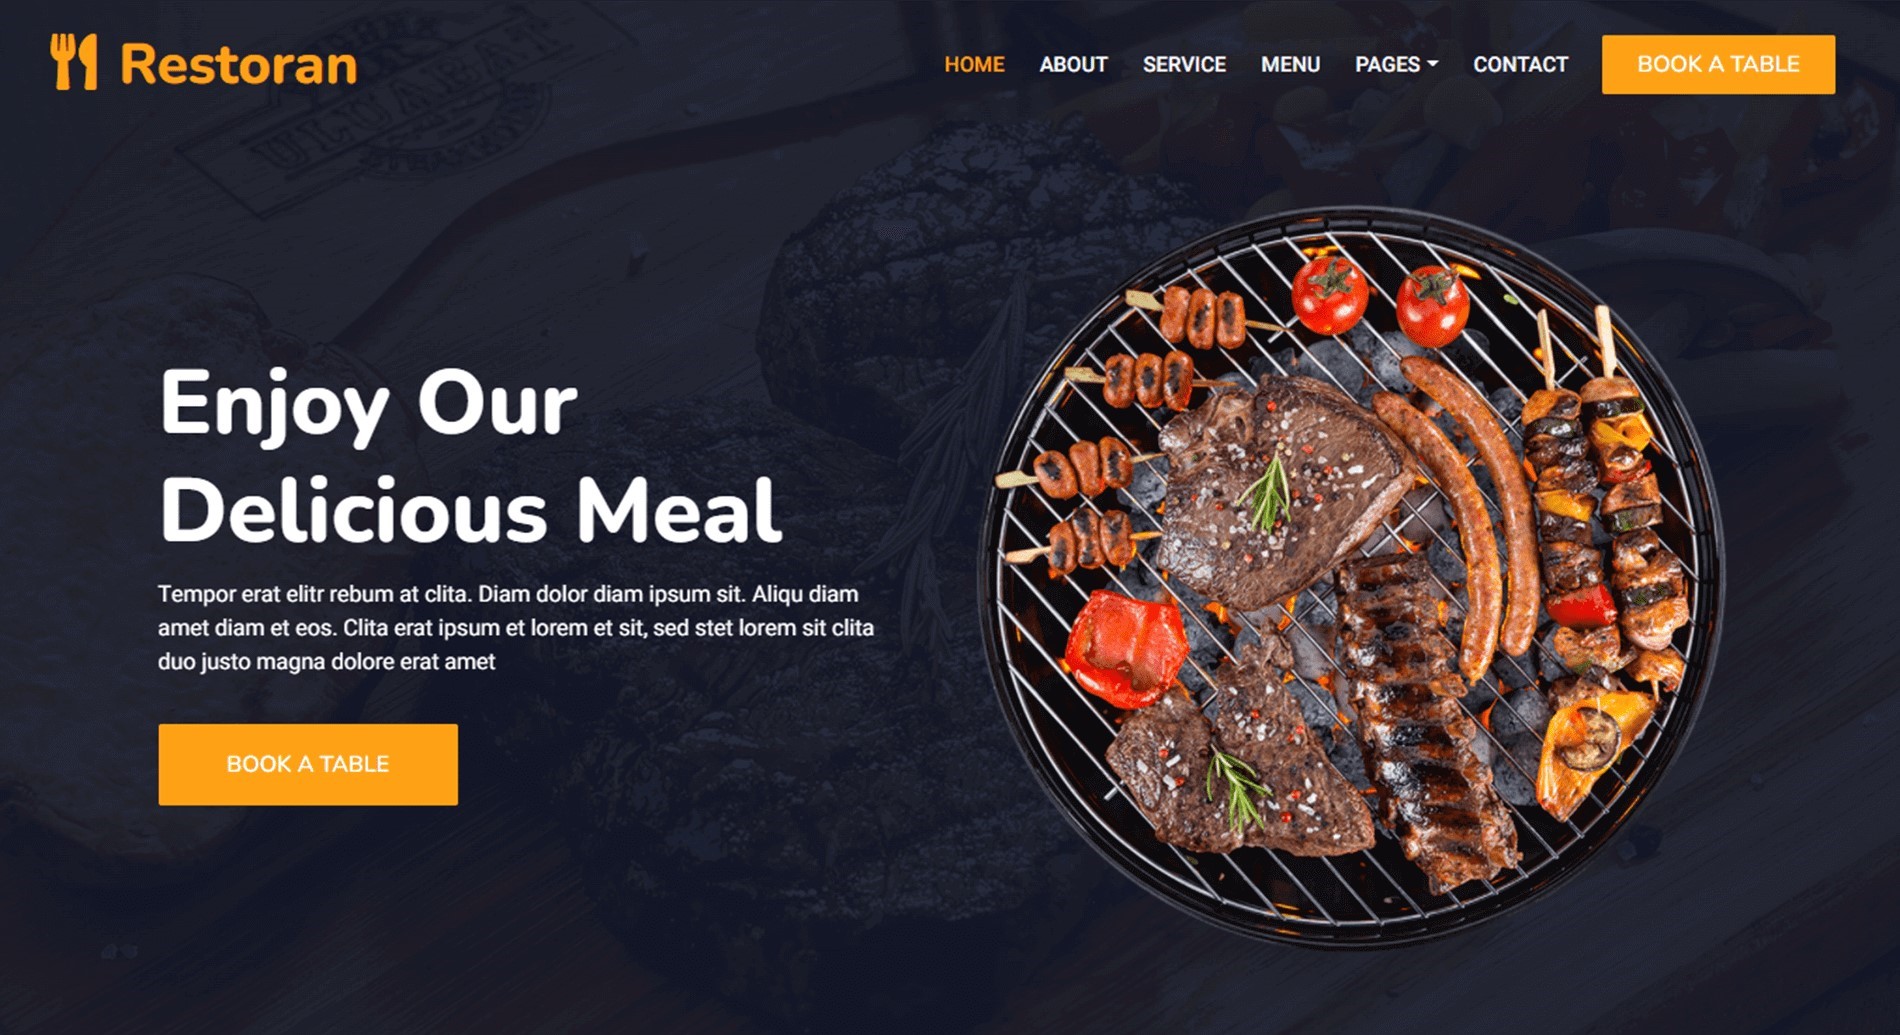 Restoran
HOME ABOUT SERVICE MENU PAGES CONTACT BOOK A TABLE
Enjoy Our
Delicious Meal
Tempor erat elitr rebum at clita. Diam dolor diam ipsum sit. Aliqu diam
amet diam et eos. Clita erat ipsum et lorem et sit, sed stet lorem sit clita
duo justo magna dolore erat amet
BOOK A TABLE